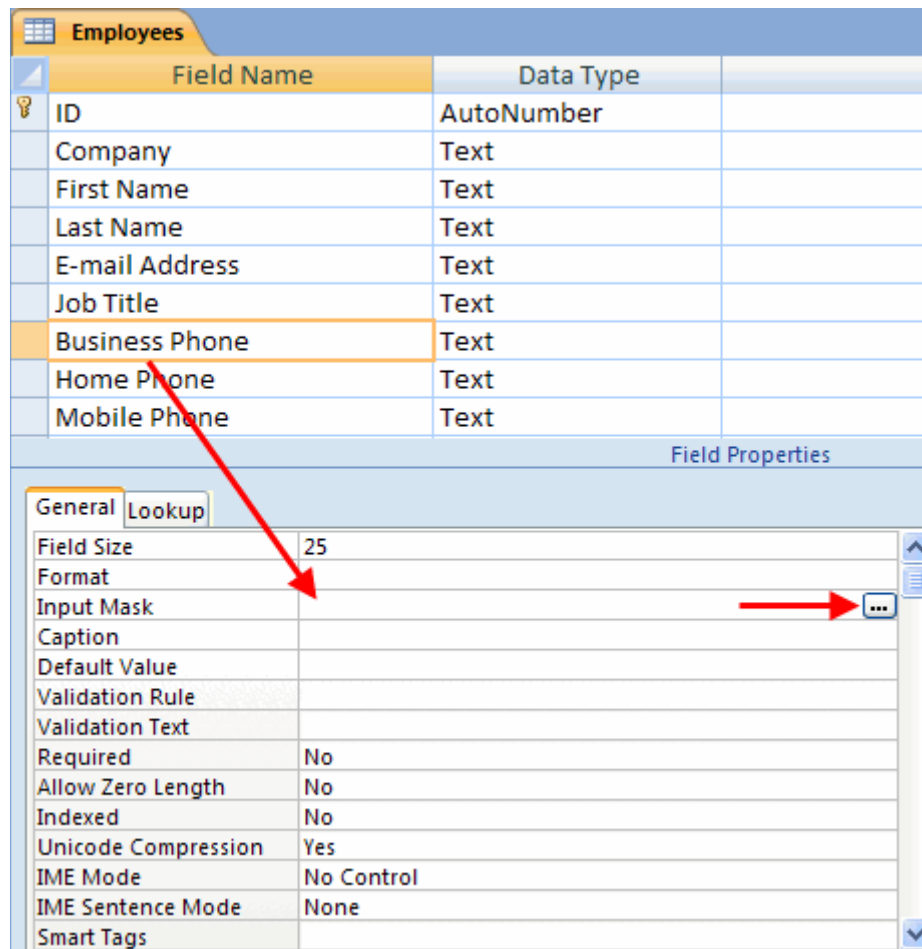 Employees
Field Name Data Type
ID AutoNumber
Company Text
First Name Text
Last Name Text
E-mail Address Text
Job Title Text
Business Phone Text
Home Phone Text
Mobile Phone Text
Field Properties
General Lookup
Field Size 25
Format
Input Mask ...
Caption
Default Value
Validation Rule
Validation Text
Required No
Allow Zero Length No
Indexed No
Unicode Compression Yes
IME Mode No Control
IME Sentence Mode None
Smart Tags